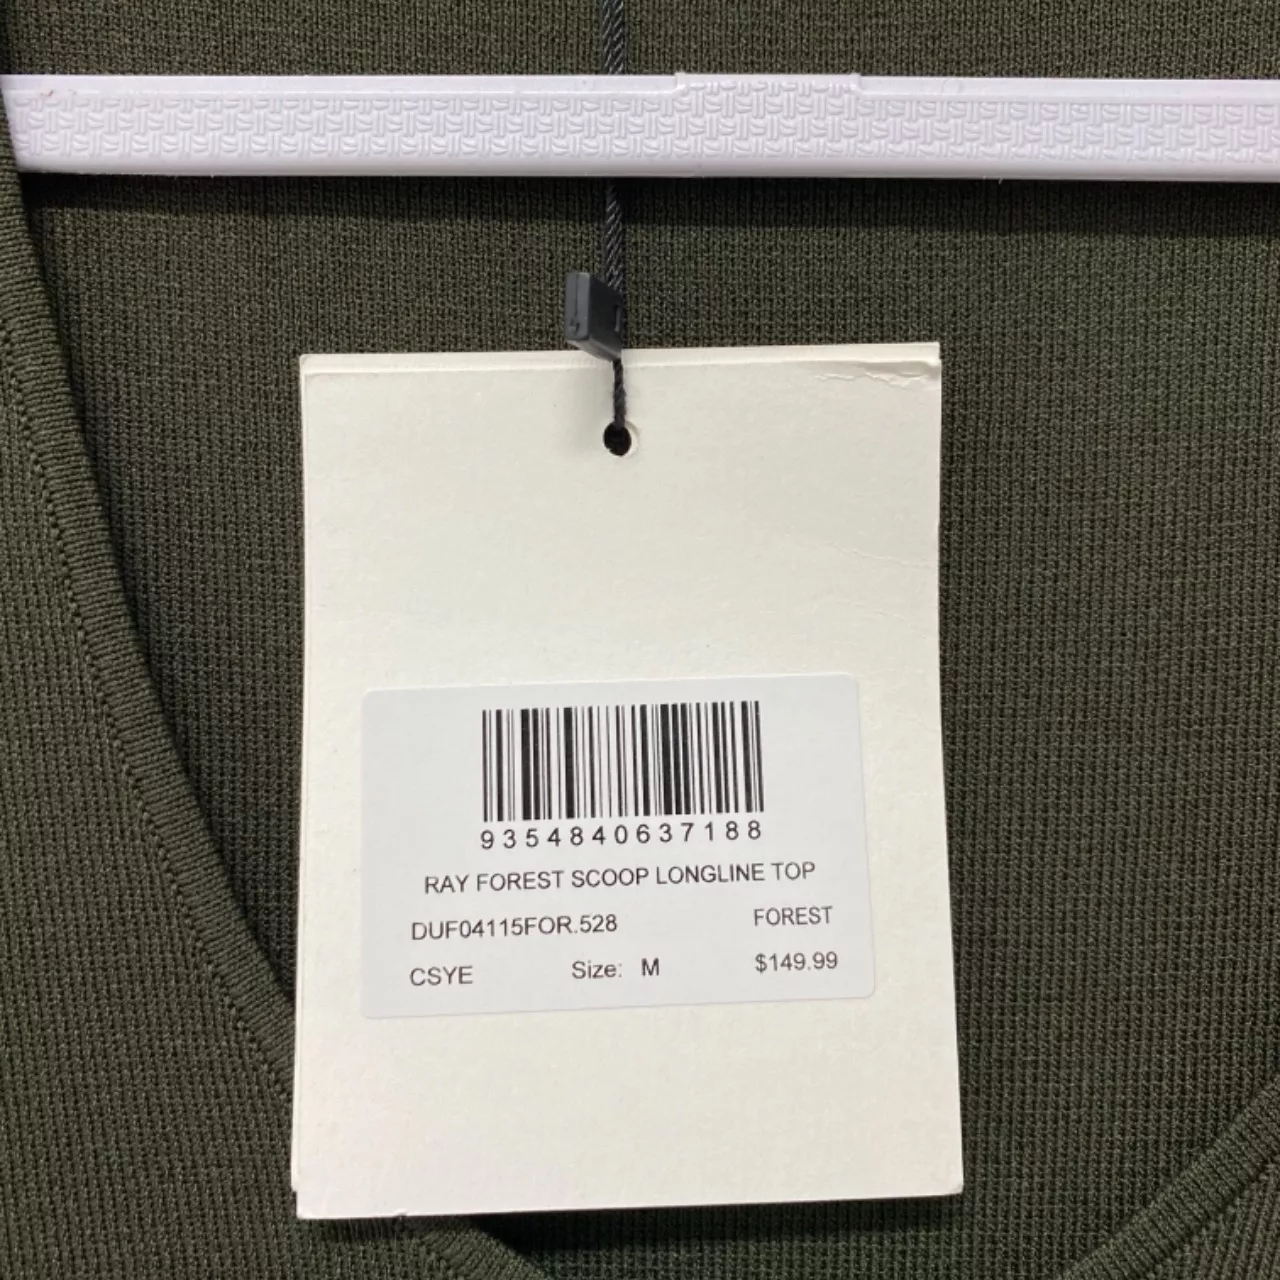 9354840637188
RAY FOREST SCOOP LONGLINE TOP
DUF04115FOR.528 FOREST
CSYE Size: M $149.99